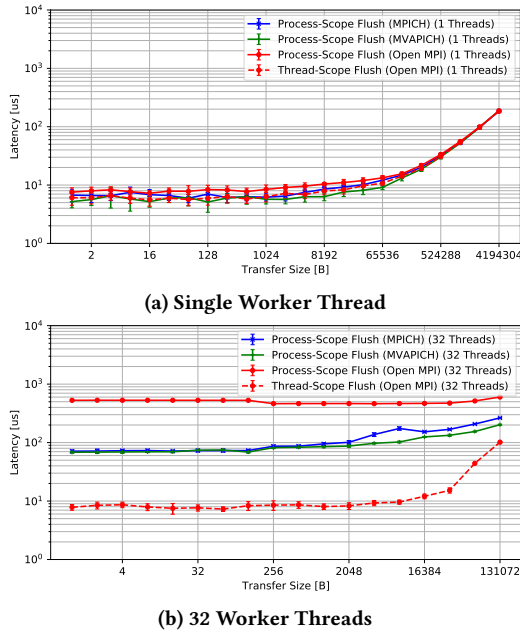 10⁴
Process-Scope Flush (MPICH) (1 Threads)
Process-Scope Flush (MVAPICH) (1 Threads)
Process-Scope Flush (Open MPI) (1 Threads)
Thread-Scope Flush (Open MPI) (1 Threads)
10³
10²
10¹
10⁰
Latency [us]
2 16 128 1024 8192 65536 524288 4194304
Transfer Size [B]
(a) Single Worker Thread
10⁴
Process-Scope Flush (MPICH) (32 Threads)
Process-Scope Flush (MVAPICH) (32 Threads)
Process-Scope Flush (Open MPI) (32 Threads)
Thread-Scope Flush (Open MPI) (32 Threads)
10³
10²
10¹
10⁰
Latency [us]
4 32 256 2048 16384 131072
Transfer Size [B]
(b) 32 Worker Threads